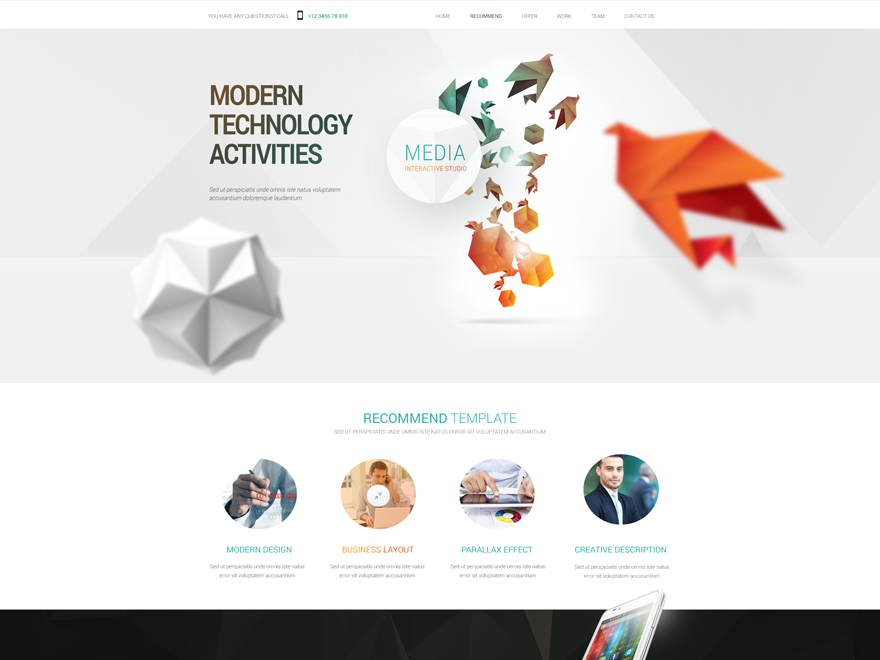 YOU HAVE ANY QUESTIONS? CALL +12 3456 78 910
HOME RECOMMEND OFFER WORK TEAM CONTACT US
MODERN
TECHNOLOGY
ACTIVITIES
Sed ut perspiciatis unde omnis iste natus voluptatem
accusantium doloremque laudantium.
MEDIA
INTERACTIVE STUDIO
RECOMMEND TEMPLATE
SED UT PERSPICIATIS UNDE OMNIS ISTE NATUS ERROR SIT VOLUPTATEM ACCUSANTIUM
MODERN DESIGN
Sed ut perspiciatis unde omnis iste natus
error sit voluptatem accusantium
BUSINESS LAYOUT
Sed ut perspiciatis unde omnis iste natus
error sit voluptatem accusantium
PARALLAX EFFECT
Sed ut perspiciatis unde omnis iste natus
error sit voluptatem accusantium
CREATIVE DESCRIPTION
Sed ut perspiciatis unde omnis iste natus
error sit voluptatem accusantium